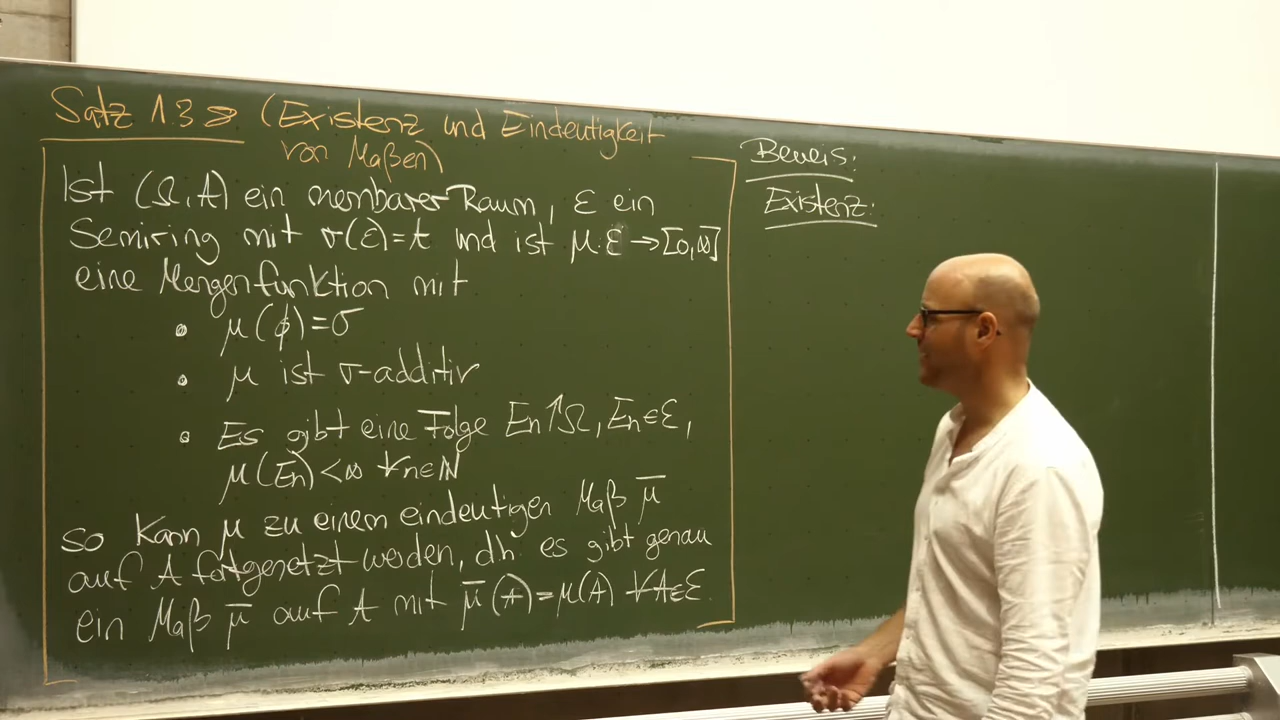 Satz 1.3 (Existenz und Eindeutigkeit
von Maßen)
Ist (Ω, A) ein messbarer Raum, ε ein
Semiring mit σ(ε)=A und ist μ: ε → [0,∞]
eine Mengenfunktion mit
• μ(ϕ)=σ
• μ ist σ-additiv
• Es gibt eine Folge En↑Ω, En∈ε,
μ(En)<∞ ∀n∈ℕ
so kann μ zu einem eindeutigen Maß μ̄
auf A fortgesetzt werden, dh. es gibt genau
ein Maß μ̄ auf A mit μ̄(A)=μ(A) ∀A∈ε.
Beweis:
Existenz: